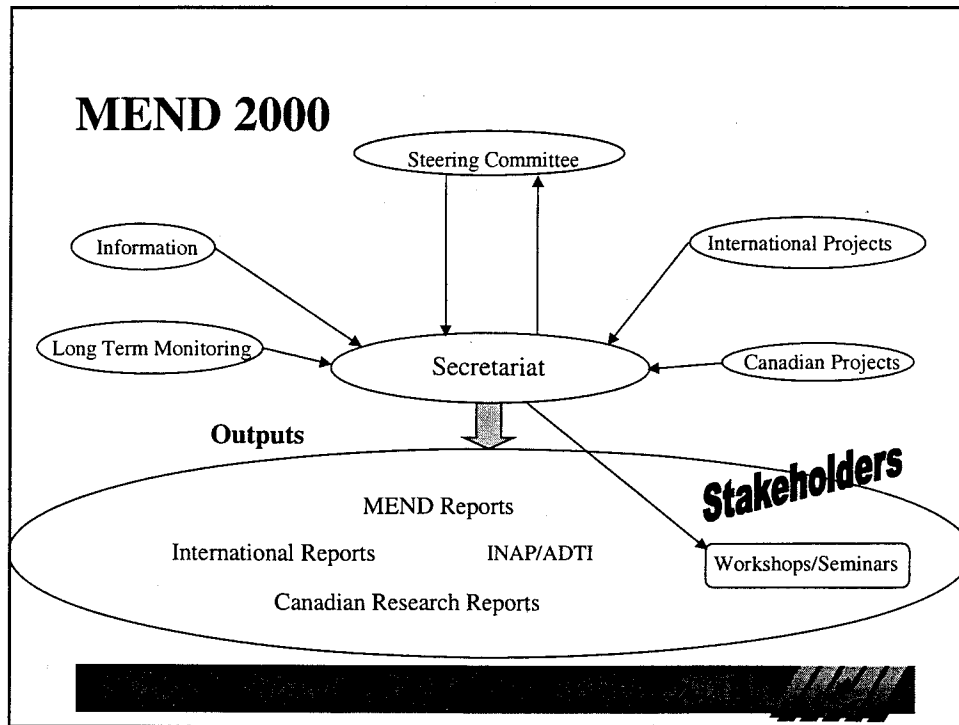 MEND 2000
Steering Committee
Information
International Projects
Long Term Monitoring
Secretariat
Canadian Projects
Outputs
Stakeholders
MEND Reports
International Reports
INAP/ADTI
Workshops/Seminars
Canadian Research Reports